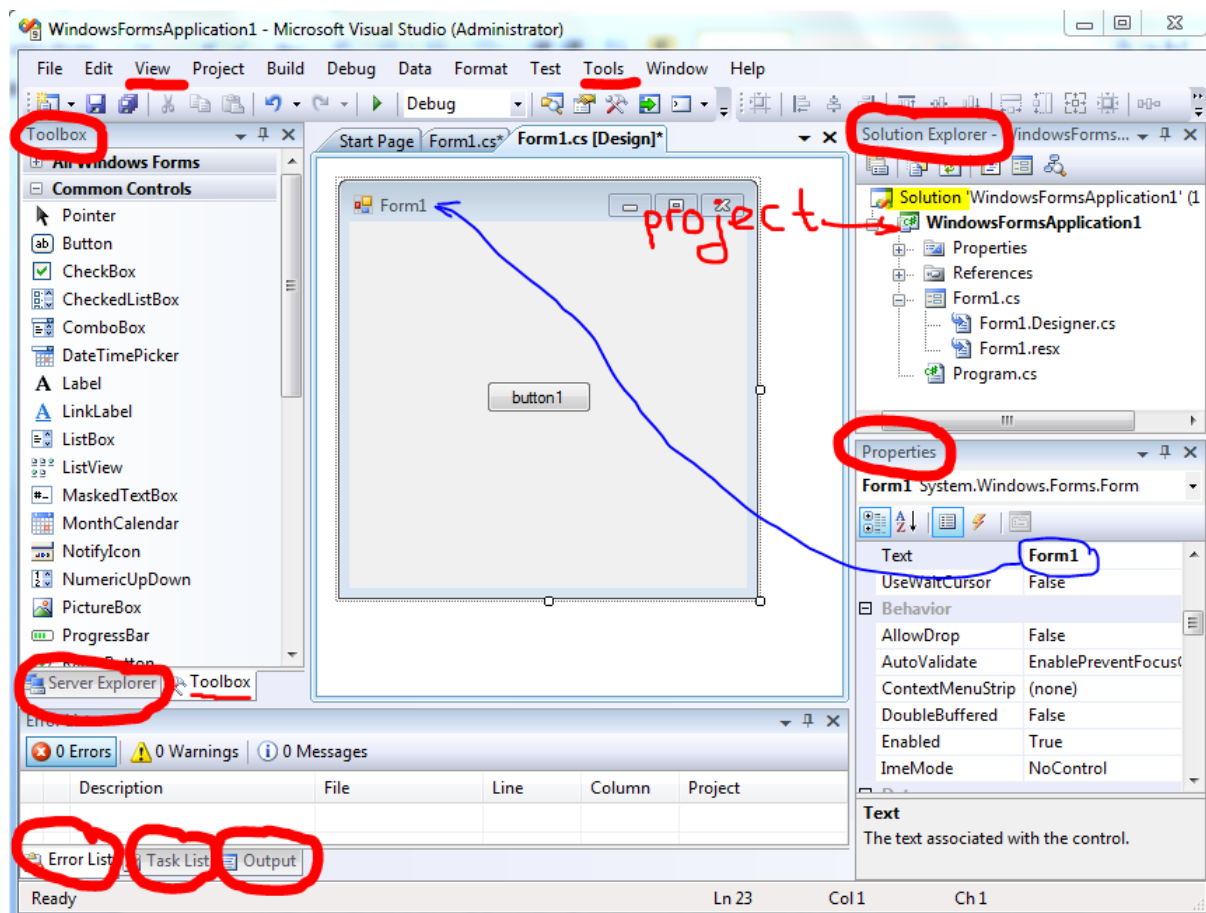 WindowsFormsApplication1 - Microsoft Visual Studio (Administrator)
File Edit View Project Build Debug Data Format Test Tools Window Help
Debug
Toolbox
All Windows Forms
Common Controls
Pointer
Button
CheckBox
CheckedListBox
ComboBox
DateTimePicker
Label
LinkLabel
ListBox
ListView
MaskedTextBox
MonthCalendar
NotifyIcon
NumericUpDown
PictureBox
ProgressBar
Server Explorer Toolbox
Start Page Form1.cs* Form1.cs [Design]*
Form1
button1
project
Solution Explorer - WindowsForms...
Solution 'WindowsFormsApplication1' (1
WindowsFormsApplication1
Properties
References
Form1.cs
Form1.Designer.cs
Form1.resx
Program.cs
Properties
Form1 System.Windows.Forms.Form
Text Form1
UseWaitCursor False
Behavior
AllowDrop False
AutoValidate EnablePreventFocus
ContextMenuStrip (none)
DoubleBuffered False
Enabled True
ImeMode NoControl
Text
The text associated with the control.
0 Errors 0 Warnings 0 Messages
Description File Line Column Project
Error List Task List Output
Ready Ln 23 Col 1 Ch 1